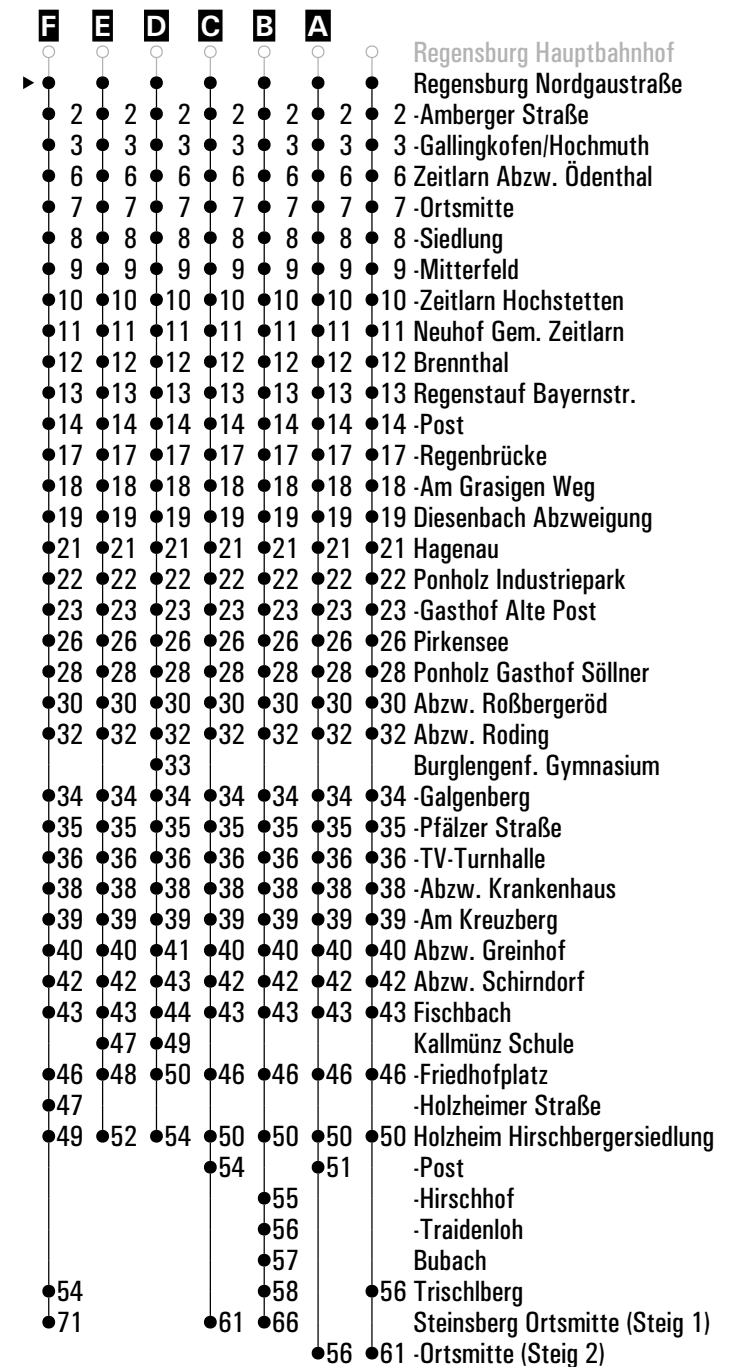 F E D C B A
Regensburg Hauptbahnhof
Regensburg Nordgaustraße
2 2 2 2 2 2 2 -Amberger Straße
3 3 3 3 3 3 3 -Gallingkofen/Hochmuth
6 6 6 6 6 6 6 Zeitlarn Abzw. Ödenthal
7 7 7 7 7 7 7 -Ortsmitte
8 8 8 8 8 8 8 -Siedlung
9 9 9 9 9 9 9 -Mitterfeld
10 10 10 10 10 10 10 -Zeitlarn Hochstetten
11 11 11 11 11 11 11 Neuhof Gem. Zeitlarn
12 12 12 12 12 12 12 Brennthal
13 13 13 13 13 13 13 Regenstauf Bayernstr.
14 14 14 14 14 14 14 -Post
17 17 17 17 17 17 17 -Regenbrücke
18 18 18 18 18 18 18 -Am Grasigen Weg
19 19 19 19 19 19 19 Diesenbach Abzweigung
21 21 21 21 21 21 21 Hagenau
22 22 22 22 22 22 22 Ponholz Industriepark
23 23 23 23 23 23 23 -Gasthof Alte Post
26 26 26 26 26 26 26 Pirkensee
28 28 28 28 28 28 28 Ponholz Gasthof Söllner
30 30 30 30 30 30 30 Abzw. Roßbergeröd
32 32 32 32 32 32 32 Abzw. Roding
33 Burglengenf. Gymnasium
34 34 34 34 34 34 34 -Galgenberg
35 35 35 35 35 35 35 -Pfälzer Straße
36 36 36 36 36 36 36 -TV-Turnhalle
38 38 38 38 38 38 38 -Abzw. Krankenhaus
39 39 39 39 39 39 39 -Am Kreuzberg
40 40 41 40 40 40 40 Abzw. Greinhof
42 42 43 42 42 42 42 Abzw. Schirndorf
43 43 44 43 43 43 43 Fischbach
47 49 Kallmünz Schule
46 48 50 46 46 46 46 -Friedhofplatz
47 -Holzheimer Straße
49 52 54 50 50 50 50 Holzheim Hirschbergersiedlung
54 51 -Post
55 -Hirschhof
56 -Traidenloh
57 Bubach
54 58 56 Trischlberg
71 61 66 Steinsberg Ortsmitte (Steig 1)
56 61 -Ortsmitte (Steig 2)